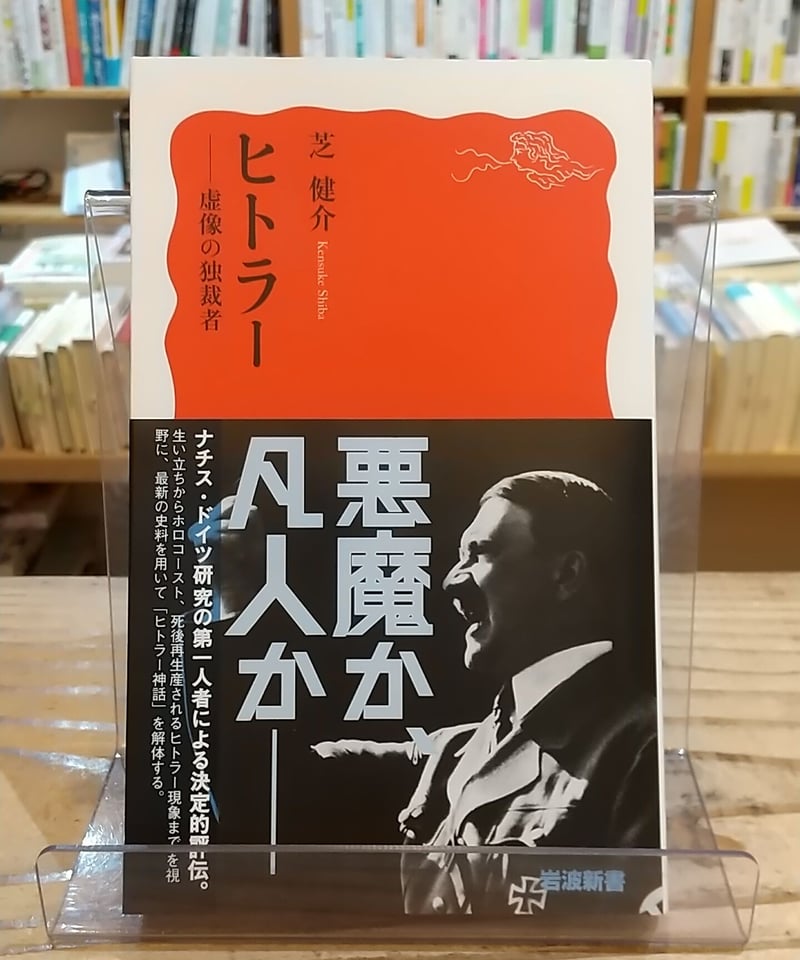 芝 健介
Kensuke Shiba
ヒトラー
――虚像の独裁者
悪魔か、
凡人か――
ナチス・ドイツ研究の第一人者による決定的評伝。
生い立ちからホロコースト、死後再生産されるヒトラー現象までを視
野に、最新の史料を用いて「ヒトラー神話」を解体する。
岩波新書